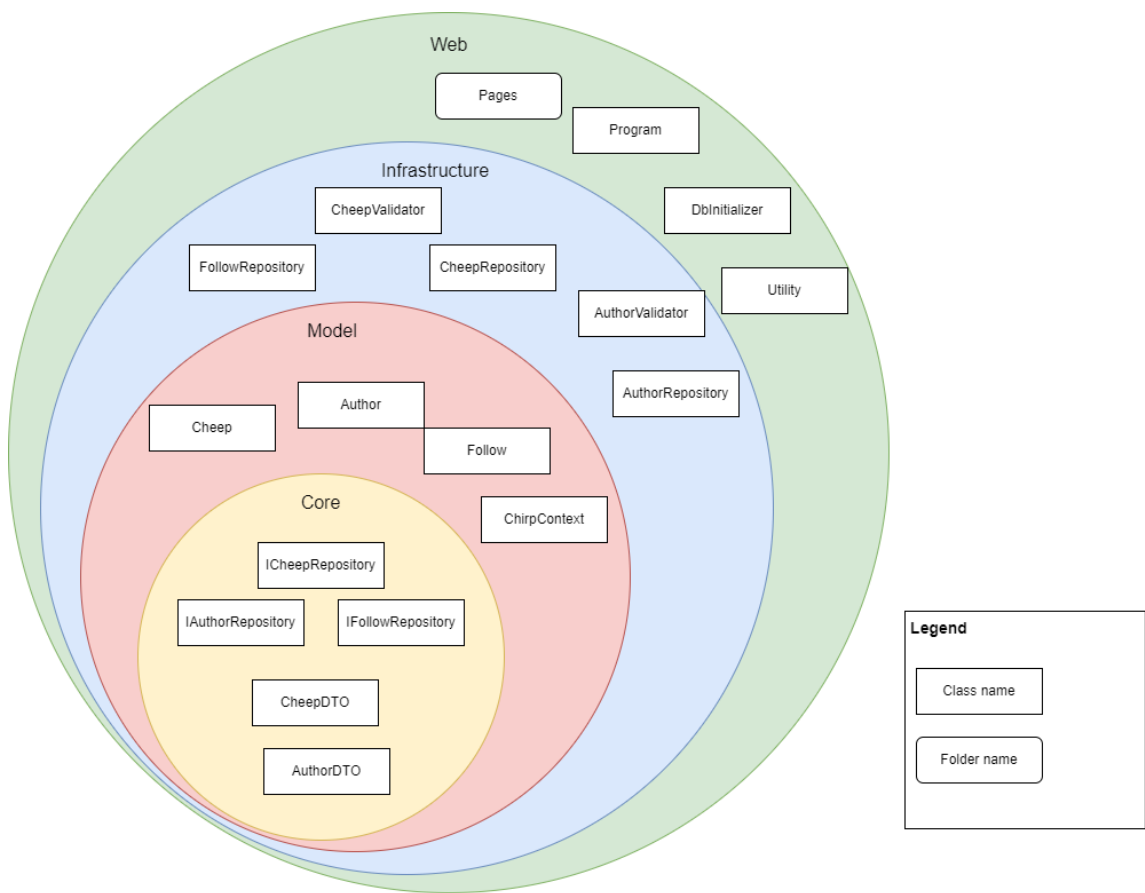 Web
Pages
Program
Infrastructure
DbInitializer
CheepValidator
FollowRepository
CheepRepository
Utility
AuthorValidator
Model
AuthorRepository
Author
Cheep
Follow
Core
ChirpContext
ICheepRepository
IAuthorRepository
IFollowRepository
CheepDTO
AuthorDTO
Legend
Class name
Folder name